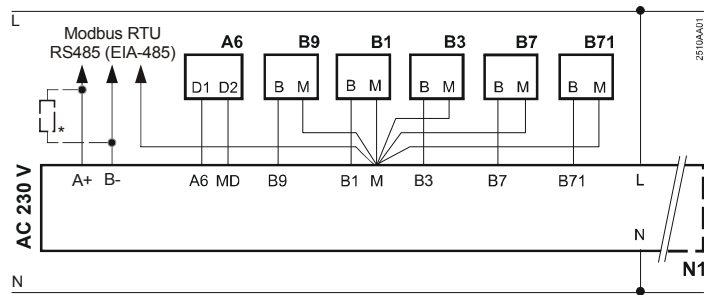 L
Modbus RTU
RS485 (EIA-485)
A6 B9 B1 B3 B7 B71
2510AA01
D1 D2 B M B M B M B M B M
*
AC 230 V
A+ B- A6 MD B9 B1 M B3 B7 B71 L
N
N1
N